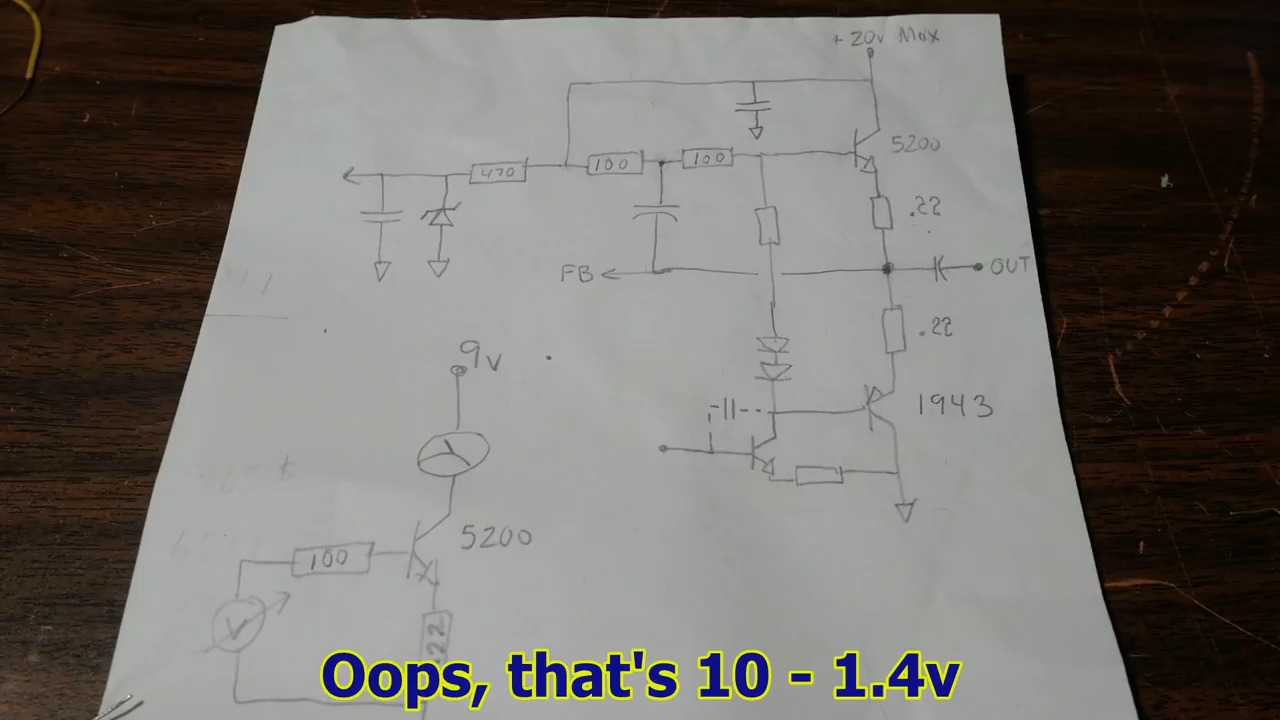 +20v Max
5200
470
100
100
.22
FB
OUT
.22
9v
1943
5200
100
V
.22
Oops, that's 10 - 1.4v